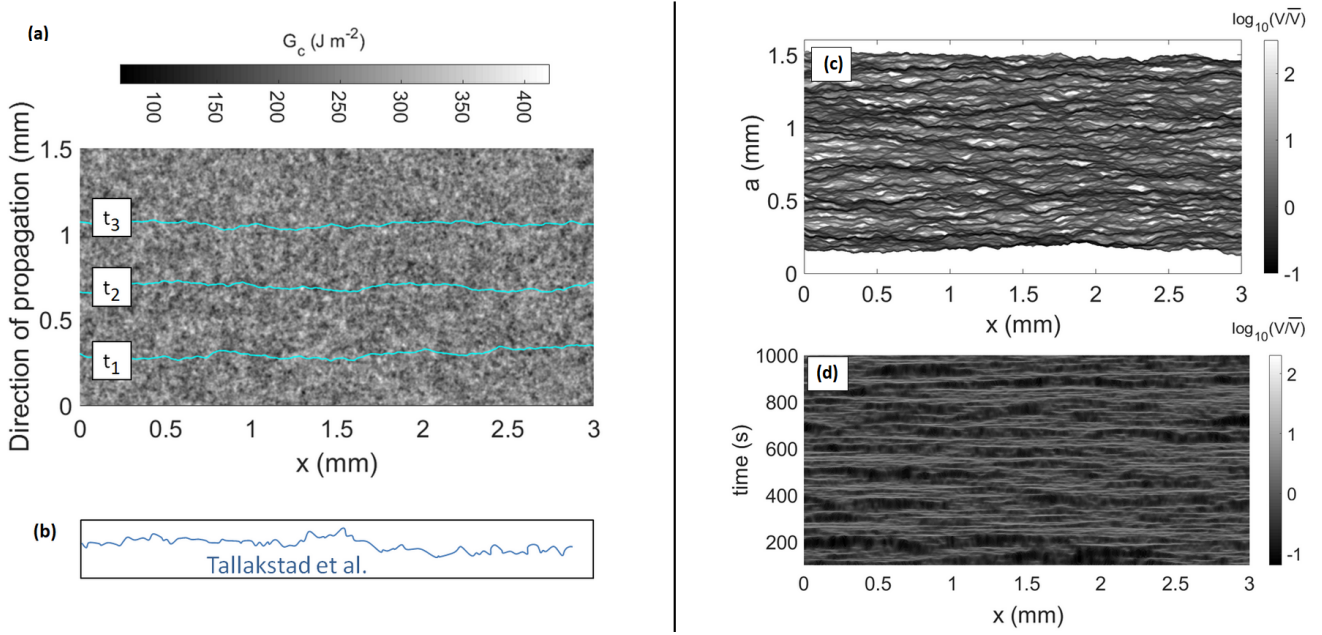 (a)
G_c (J m^-2)
100 150 200 250 300 350 400
Direction of propagation (mm)
1.5
1
0.5
0
t_3
t_2
t_1
0 0.5 1 1.5 2 2.5 3
x (mm)
(b)
Tallakstad et al.
(c)
log_10(V/V̅)
a (mm)
1.5
1
0.5
0
0 0.5 1 1.5 2 2.5 3
x (mm)
2
1
0
-1
(d)
log_10(V/V̅)
time (s)
1000
800
600
400
200
0 0.5 1 1.5 2 2.5 3
x (mm)
2
1
0
-1